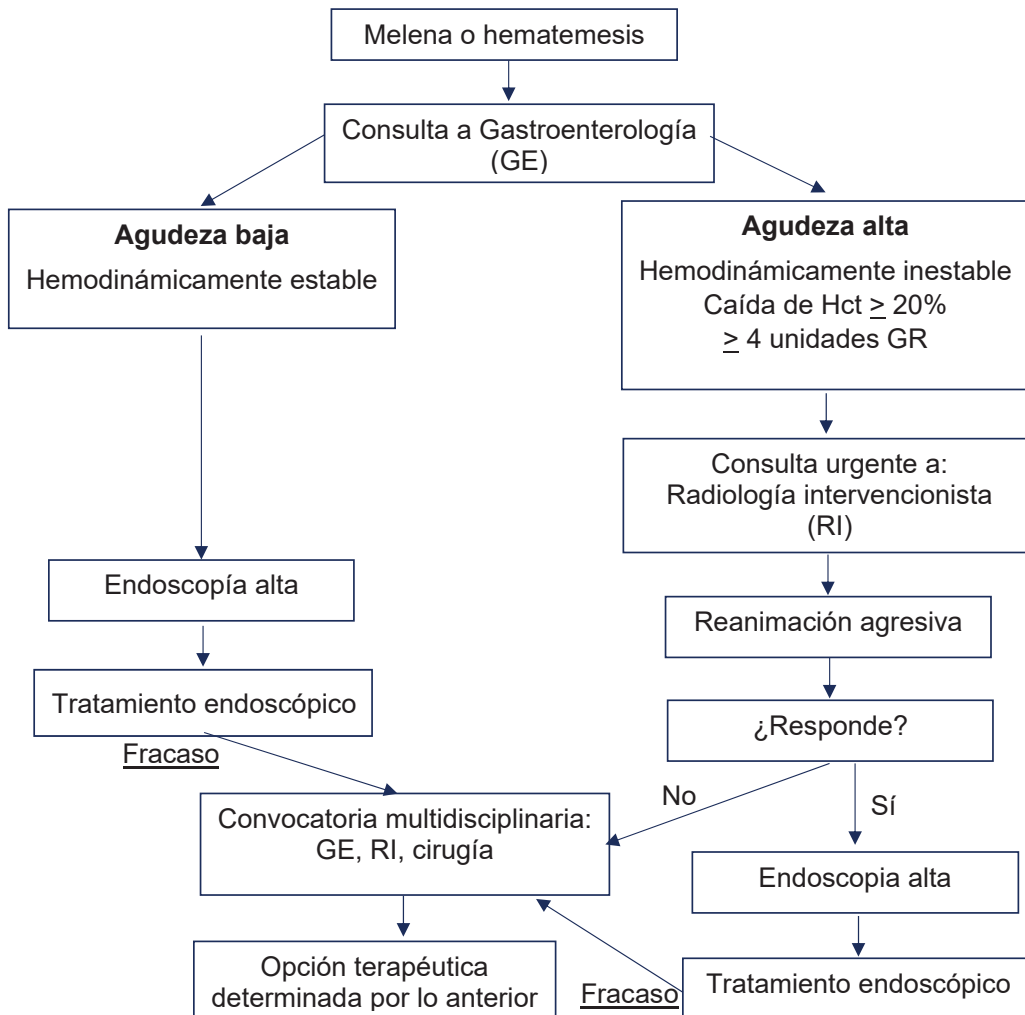 Melena o hematemesis
Consulta a Gastroenterología
(GE)
Agudeza baja
Hemodinámicamente estable
Agudeza alta
Hemodinámicamente inestable
Caída de Hct ≥ 20%
≥ 4 unidades GR
Consulta urgente a:
Radiología intervencionista
(RI)
Endoscopía alta
Reanimación agresiva
Tratamiento endoscópico
¿Responde?
Fracaso
No
Sí
Convocatoria multidisciplinaria:
GE, RI, cirugía
Endoscopia alta
Opción terapéutica
determinada por lo anterior
Fracaso
Tratamiento endoscópico